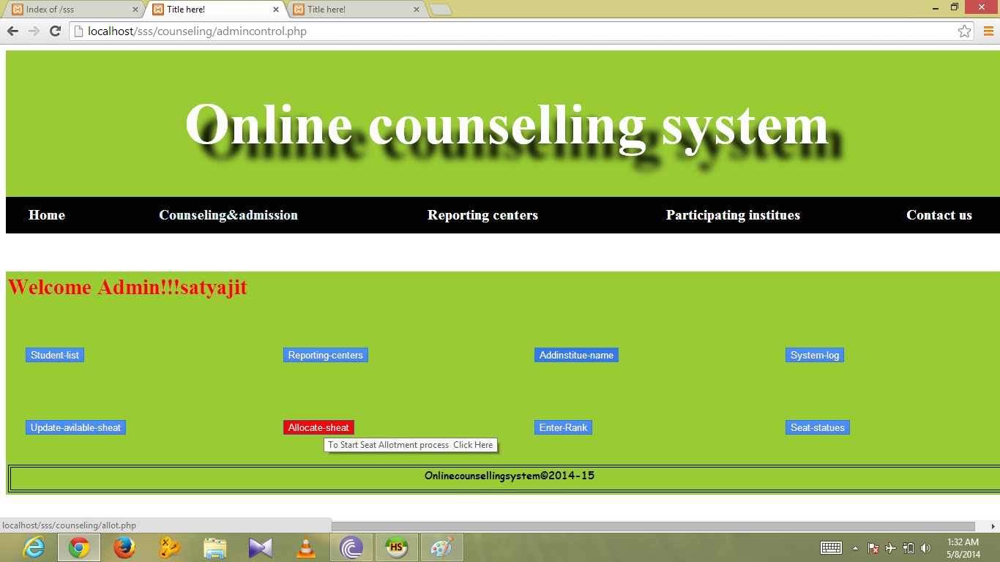 Index of /sss
Title here!
Title here!
localhost/sss/counseling/admincontrol.php
Online counselling system
Home Counseling&admission Reporting centers Participating institues Contact us
Welcome Admin!!!satyajit
Student-list Reporting-centers Addinstitue-name System-log
Update-avilable-sheat Allocate-sheat Enter-Rank Seat-statues
To Start Seat Allotment process Click Here
Onlinecounsellingsystem©2014-15
localhost/sss/counseling/allot.php
HS
1:32 AM
5/8/2014